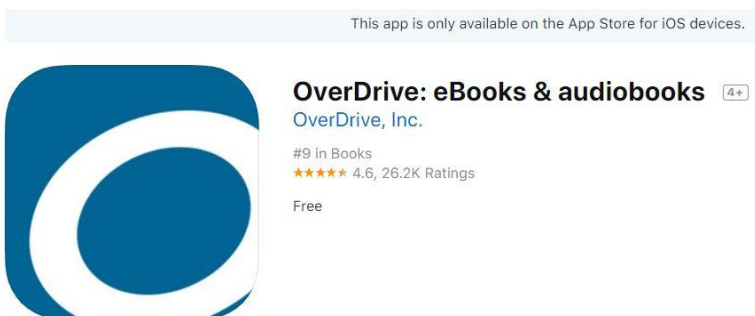 This app is only available on the App Store for iOS devices.
OverDrive: eBooks & audiobooks 4+
OverDrive, Inc.
#9 in Books
★★★★★ 4.6, 26.2K Ratings
Free